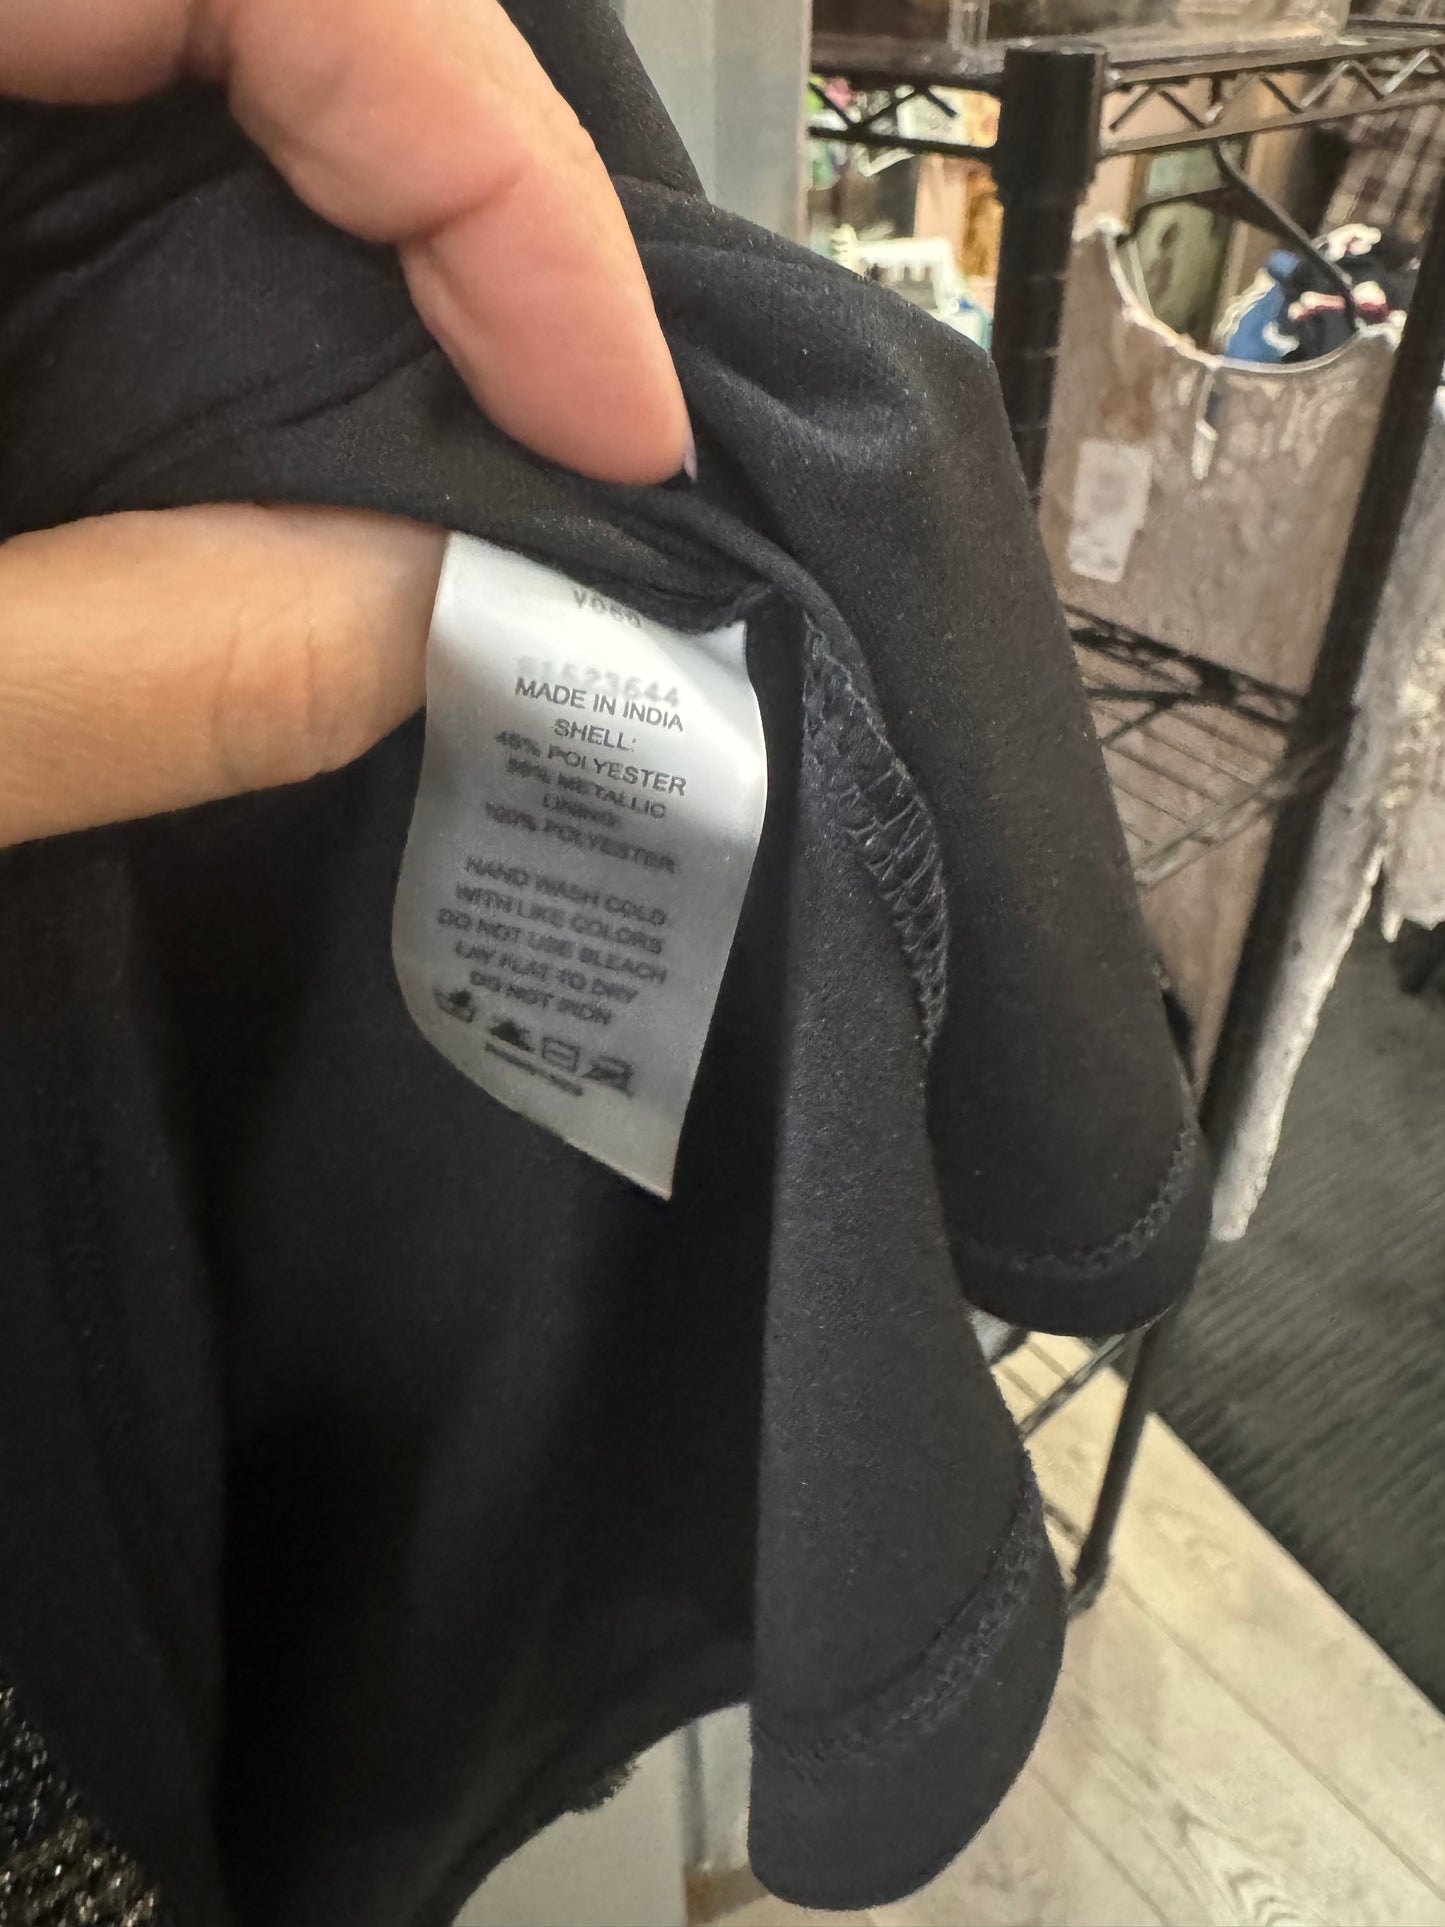 MADE IN INDIA
SHELL:
POLYESTER
METALLIC
LINING:
100% POLYESTER
HAND WASH COLD
WITH LIKE COLORS
DO NOT USE BLEACH
LAY FLAT TO DRY
DO NOT IRON